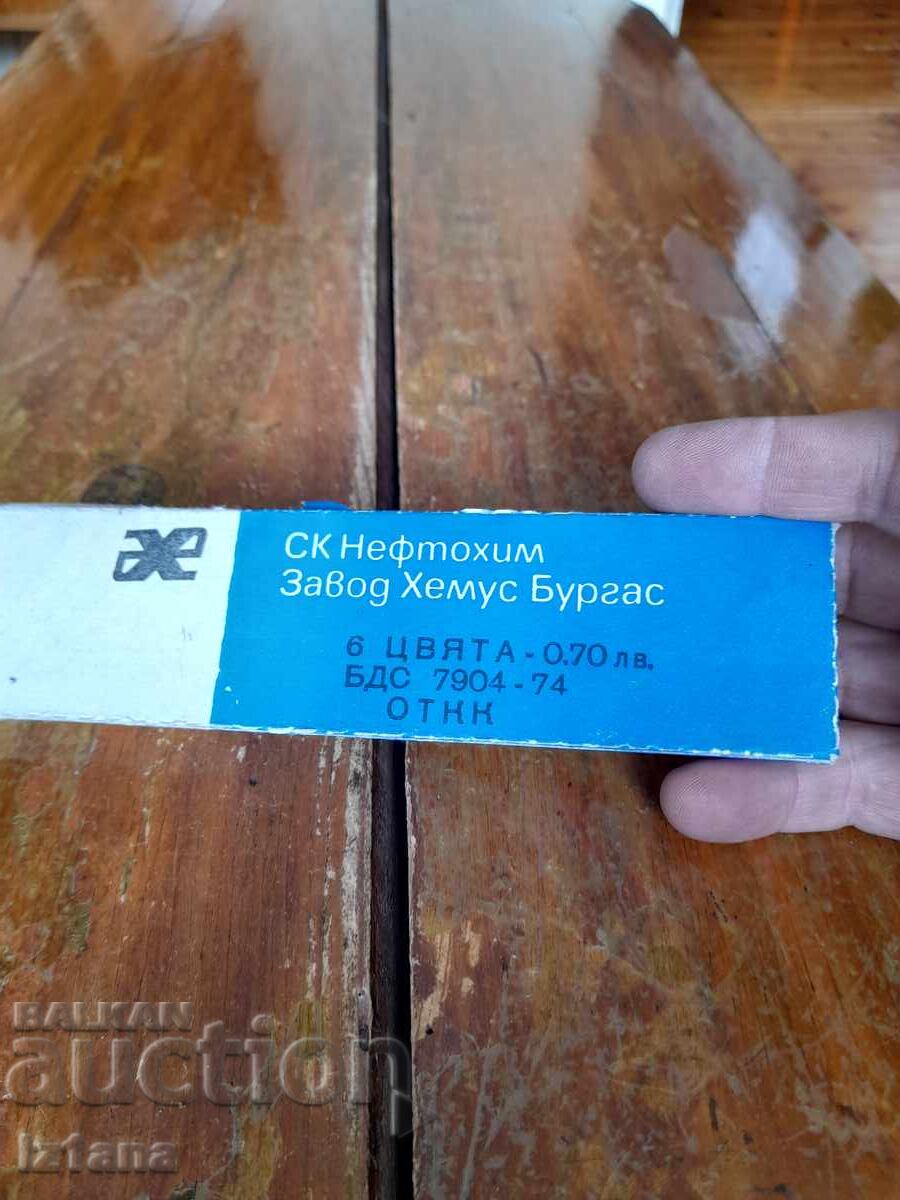 СК Нефтохим
Завод Хемус Бургас
6 ЦВЯТА - 0.70 лв.
БДС 7904 - 74
ОТКК
BALKAN
auction
Iztana